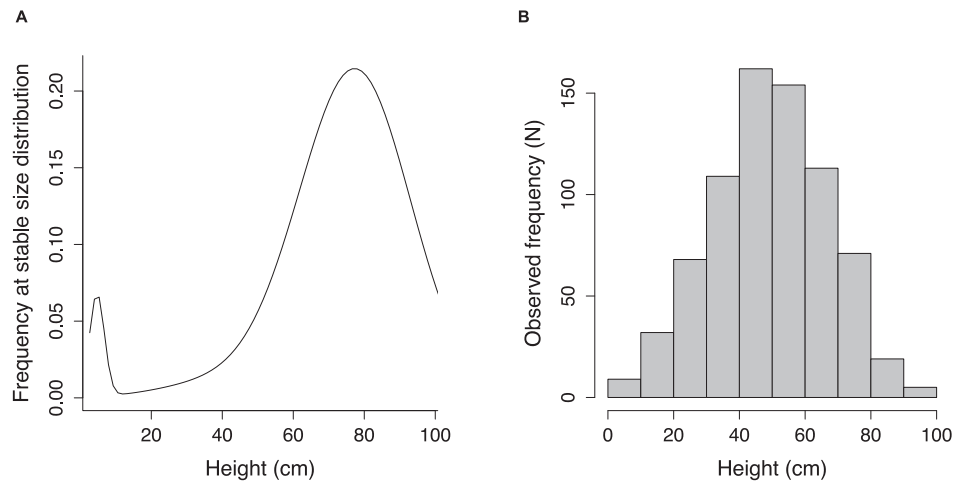 A
Frequency at stable size distribution
0.20
0.15
0.10
0.05
0.00
20 40 60 80 100
Height (cm)
B
Observed frequency (N)
150
100
50
0
0 20 40 60 80 100
Height (cm)